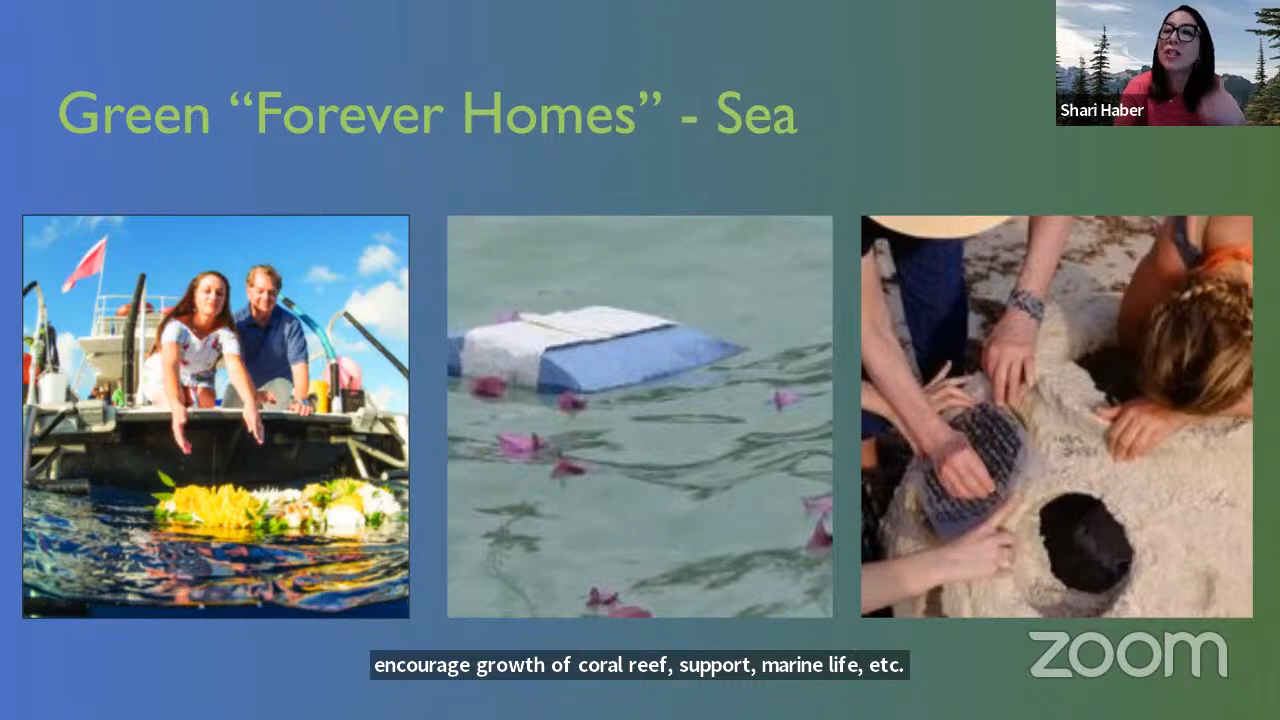 Green “Forever Homes” - Sea
Shari Haber
encourage growth of coral reef, support, marine life, etc.
zoom